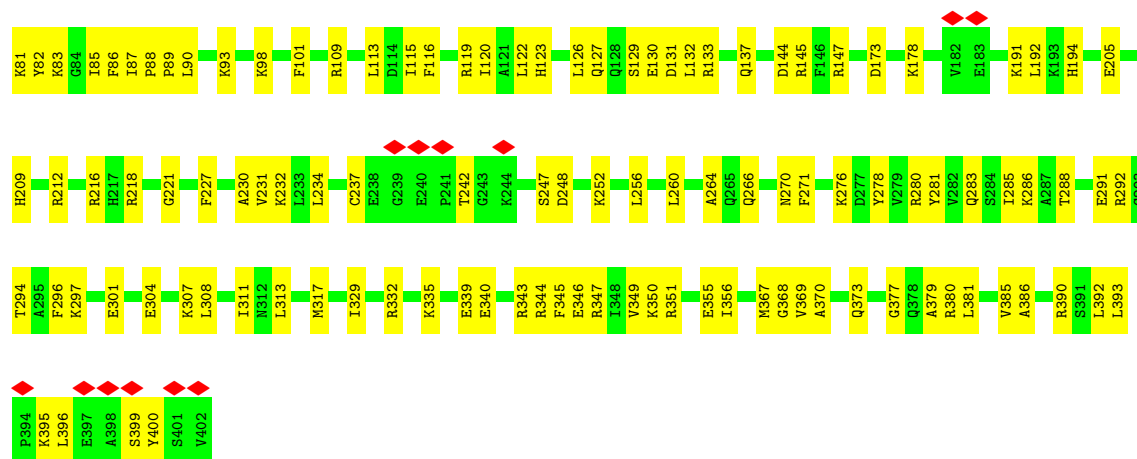 K81 Y82 K83 G84 I85 F86 I87 P88 P89 L90 K93 K98 F101 R109 L113 D114 I115 F116 R119 I120 A121 L122 H123 L126 Q127 Q128 S129 E130 D131 L132 R133 Q137 D144 R145 F146 R147 D173 K178 V182 E183 K191 L192 K193 H194 E205
H209 R212 R216 H217 R218 G221 F227 A230 V231 K232 L233 L234 C237 E238 G239 E240 P241 T242 G243 K244 S247 D248 K252 L256 L260 A264 Q265 Q266 N270 F271 K276 D277 Y278 V279 R280 Y281 V282 Q283 S284 I285 K286 A287 T288 E291 R292
T294 A295 F296 K297 E301 E304 K307 L308 I311 N312 L313 M317 I329 R332 K335 E339 E340 R343 R344 F345 E346 R347 I348 V349 K350 R351 E355 I356 M367 G368 V369 A370 Q373 G377 Q378 A379 R380 L381 V385 A386 R390 S391 L392 L393
P394 K395 L396 E397 A398 S399 Y400 S401 V402